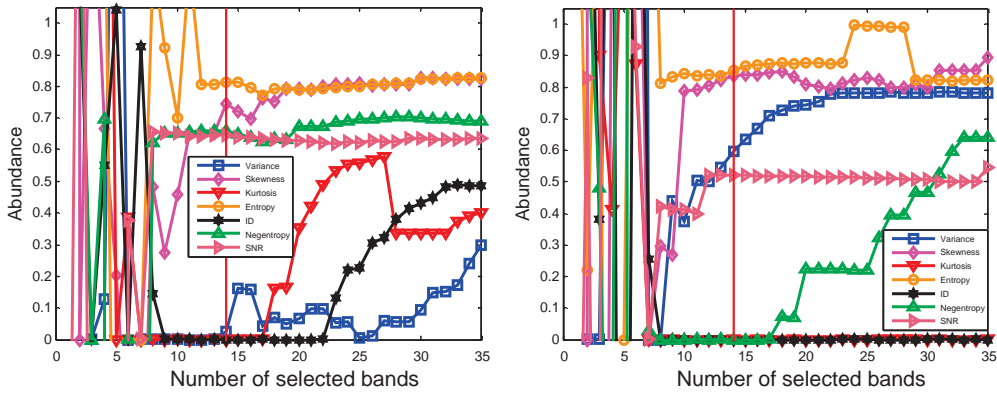 1
0.9
0.8
0.7
0.6
0.5
0.4
0.3
0.2
0.1
0
Abundance
Variance
Skewness
Kurtosis
Entropy
ID
Negentropy
SNR
0 5 10 15 20 25 30 35
Number of selected bands
1
0.9
0.8
0.7
0.6
0.5
0.4
0.3
0.2
0.1
0
Abundance
Variance
Skewness
Kurtosis
Entropy
ID
Negentropy
SNR
0 5 10 15 20 25 30 35
Number of selected bands